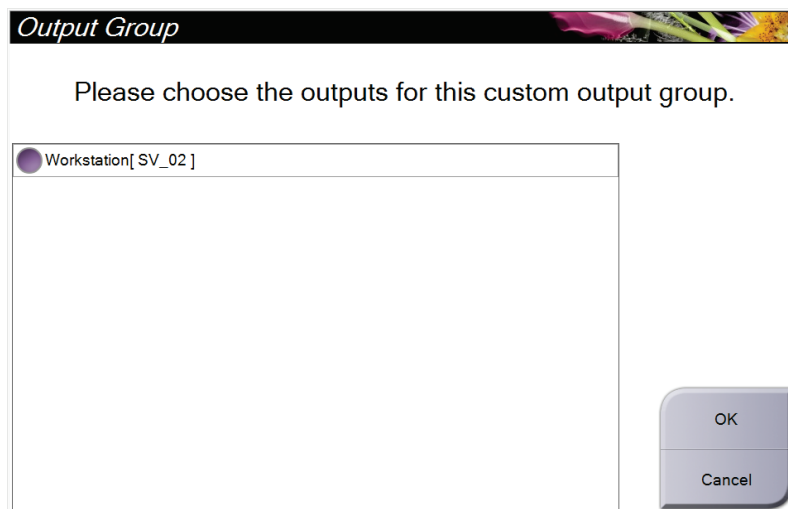 Output Group
Please choose the outputs for this custom output group.
Workstation[ SV_02 ]
OK
Cancel